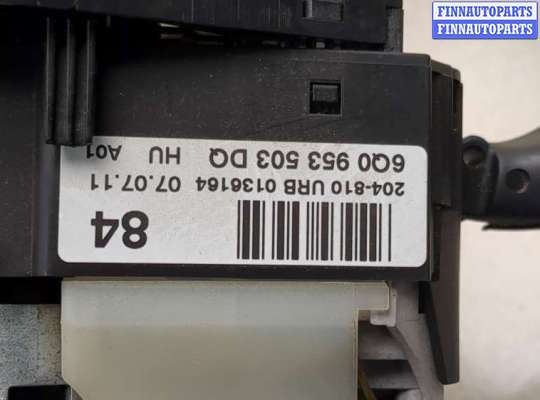 FINNAUTOPARTS
FINNAUTOPARTS
6Q0 953 503 DQ HU A01
204-810 URB 0136164 07.07.11
84